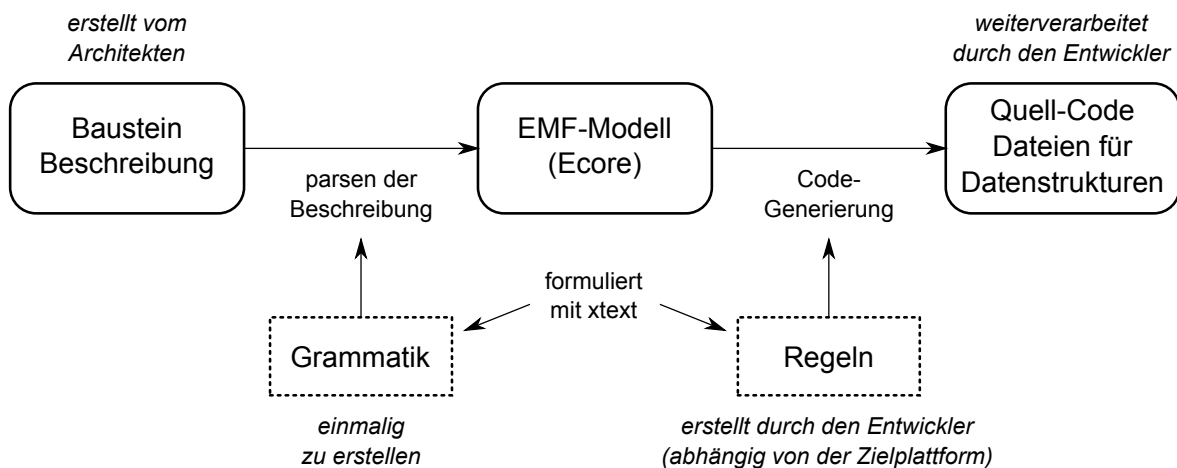 erstellt vom
Architekten
weiterverarbeitet
durch den Entwickler
Baustein
Beschreibung
EMF-Modell
(Ecore)
Quell-Code
Dateien für
Datenstrukturen
parsen der
Beschreibung
Code-
Generierung
formuliert
mit xtext
Grammatik
Regeln
einmalig
zu erstellen
erstellt durch den Entwickler
(abhängig von der Zielplattform)